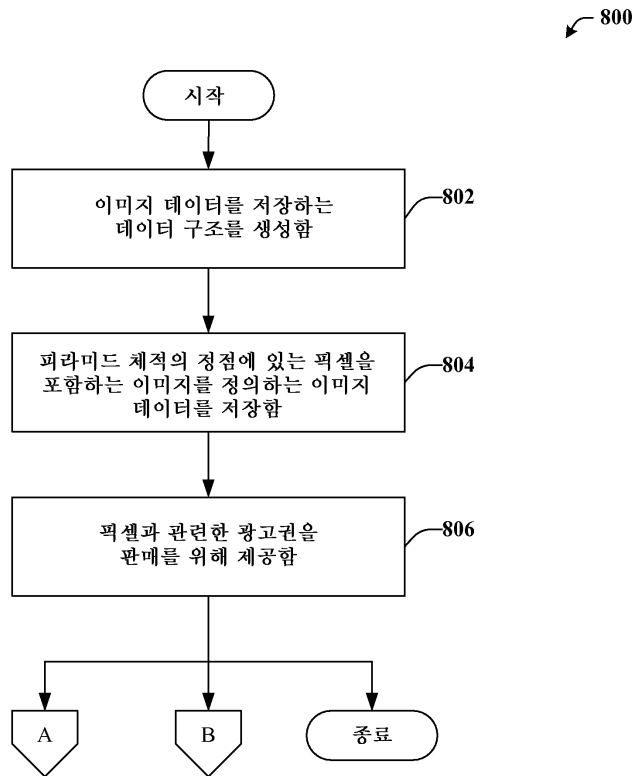 800
시작
이미지 데이터를 저장하는
데이터 구조를 생성함
802
피라미드 체적의 정점에 있는 픽셀을
포함하는 이미지를 정의하는 이미지
데이터를 저장함
804
픽셀과 관련한 광고권을
판매를 위해 제공함
806
A
B
종료